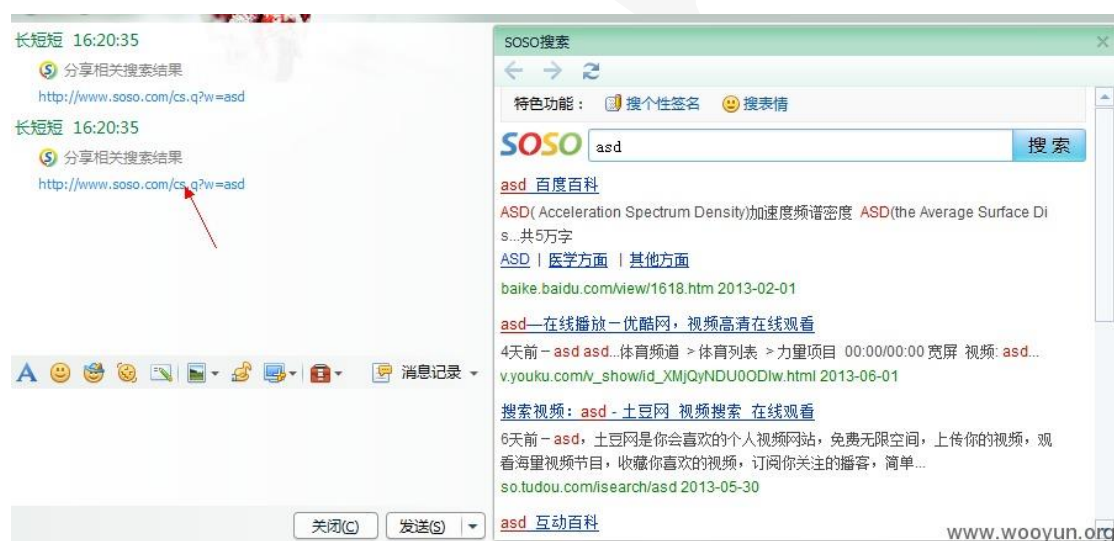 长短短 16:20:35
分享相关搜索结果
http://www.soso.com/cs.q?w=asd
长短短 16:20:35
分享相关搜索结果
http://www.soso.com/cs.q?w=asd
A
消息记录
关闭(C) 发送(S)
soso搜索
特色功能： 搜个性签名 搜表情
SOSO asd 搜索
asd 百度百科
ASD( Acceleration Spectrum Density)加速度频谱密度 ASD(the Average Surface Di
s...共5万字
ASD | 医学方面 | 其他方面
baike.baidu.com/view/1618.htm 2013-02-01
asd—在线播放－优酷网，视频高清在线观看
4天前－asd asd...体育频道 >体育列表 >力量项目 00:00/00:00 宽屏 视频: asd...
v.youku.com/v_show/id_XMjQyNDU0ODIw.html 2013-06-01
搜索视频：asd - 土豆网 视频搜索 在线观看
6天前－asd，土豆网是你会喜欢的个人视频网站，免费无限空间，上传你的视频，观
看海量视频节目，收藏你喜欢的视频，订阅你关注的播客，简单...
so.tudou.com/isearch/asd 2013-05-30
asd 互动百科
www.wooyun.org